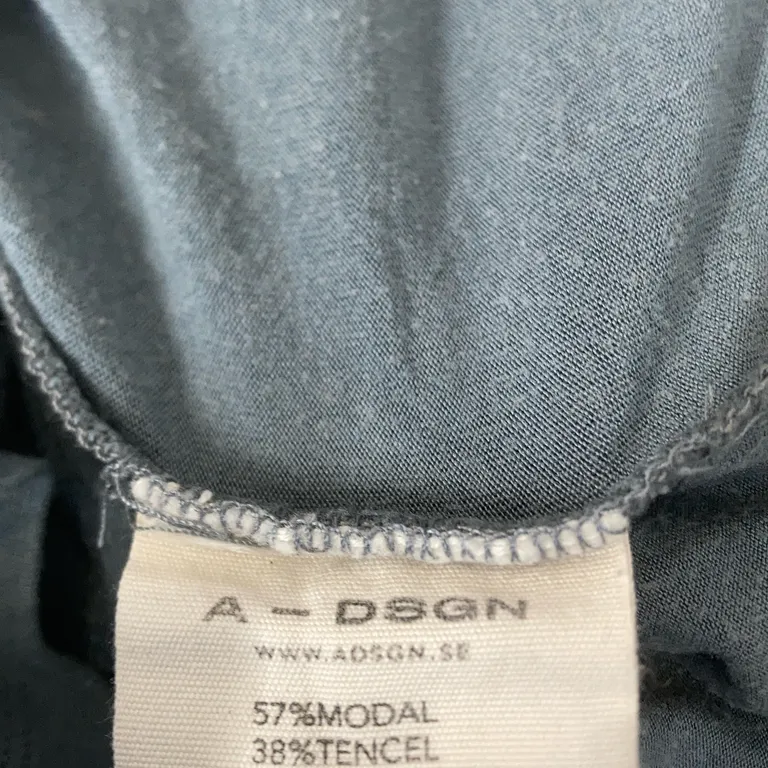 A - DSGN
WWW.ADSGN.SE
57%MODAL
38%TENCEL